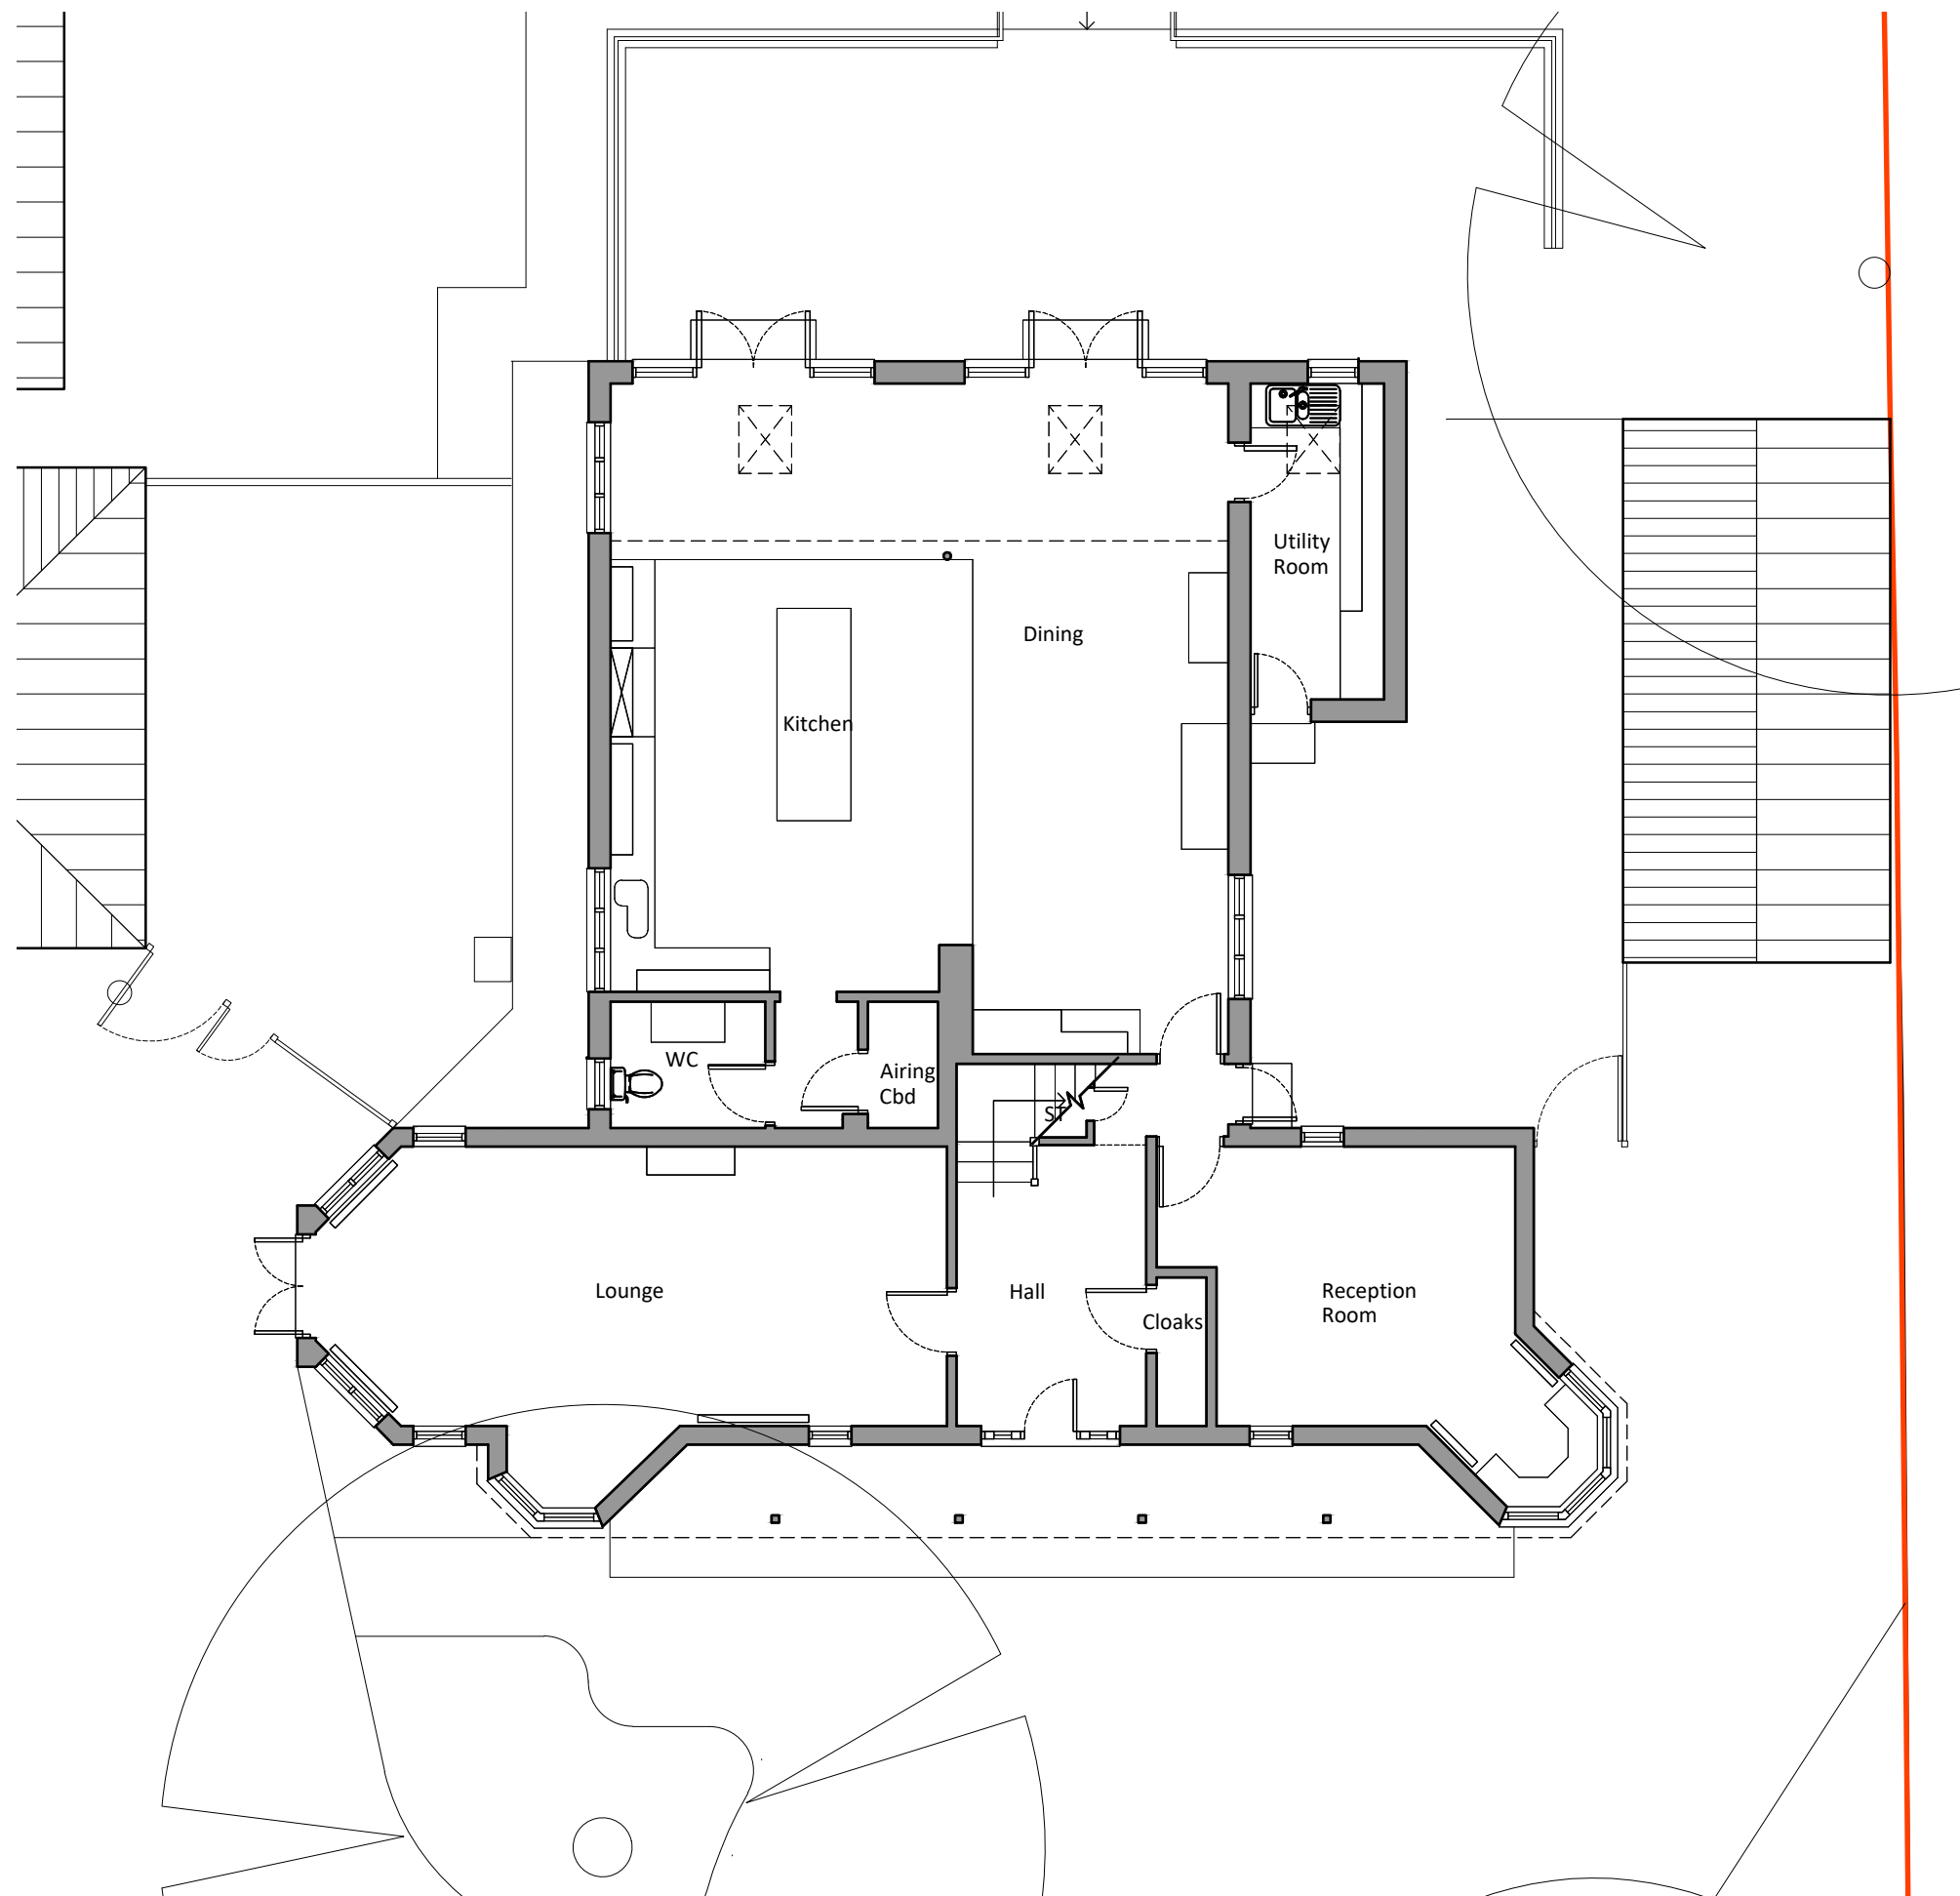 Utility
Room
Dining
Kitchen
WC
Airing
Cbd
ST
Lounge
Hall
Reception
Room
Cloaks